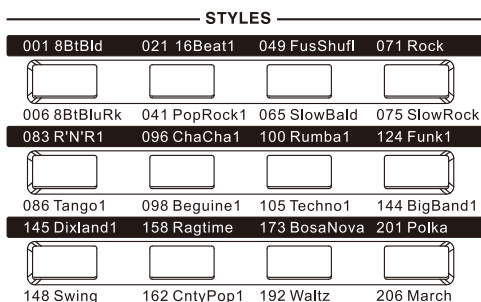 STYLES
001 8BtBld 021 16Beat1 049 FusShufl 071 Rock
006 8BtBluRk 041 PopRock1 065 SlowBald 075 SlowRock
083 R'N'R1 096 ChaCha1 100 Rumba1 124 Funk1
086 Tango1 098 Beguine1 105 Techno1 144 BigBand1
145 Dixland1 158 Ragtime 173 BosaNova 201 Polka
148 Swing 162 CntyPop1 192 Waltz 206 March